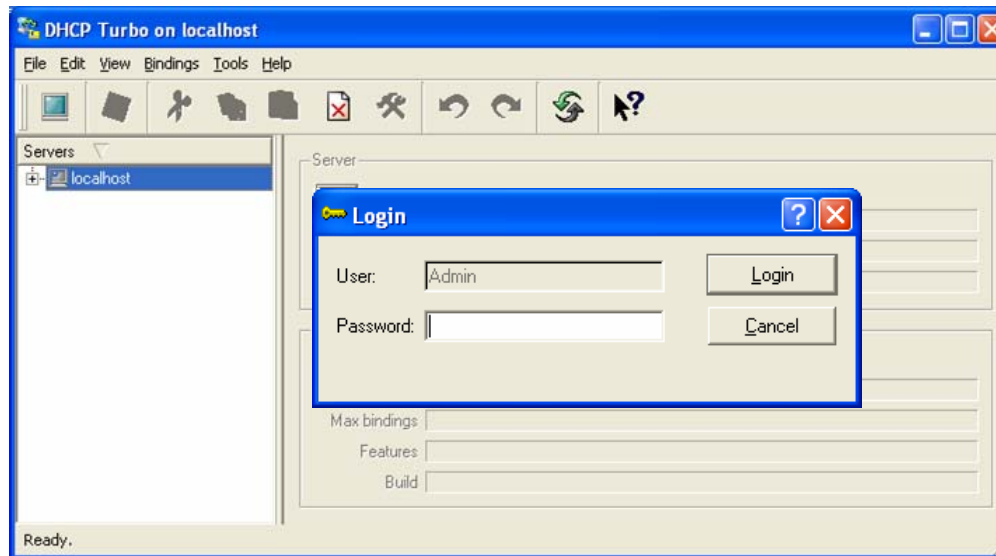 DHCP Turbo on localhost
File Edit View Bindings Tools Help
Servers
localhost
Server
Login
User: Admin
Login
Password:
Cancel
Max bindings
Features
Build
Ready.